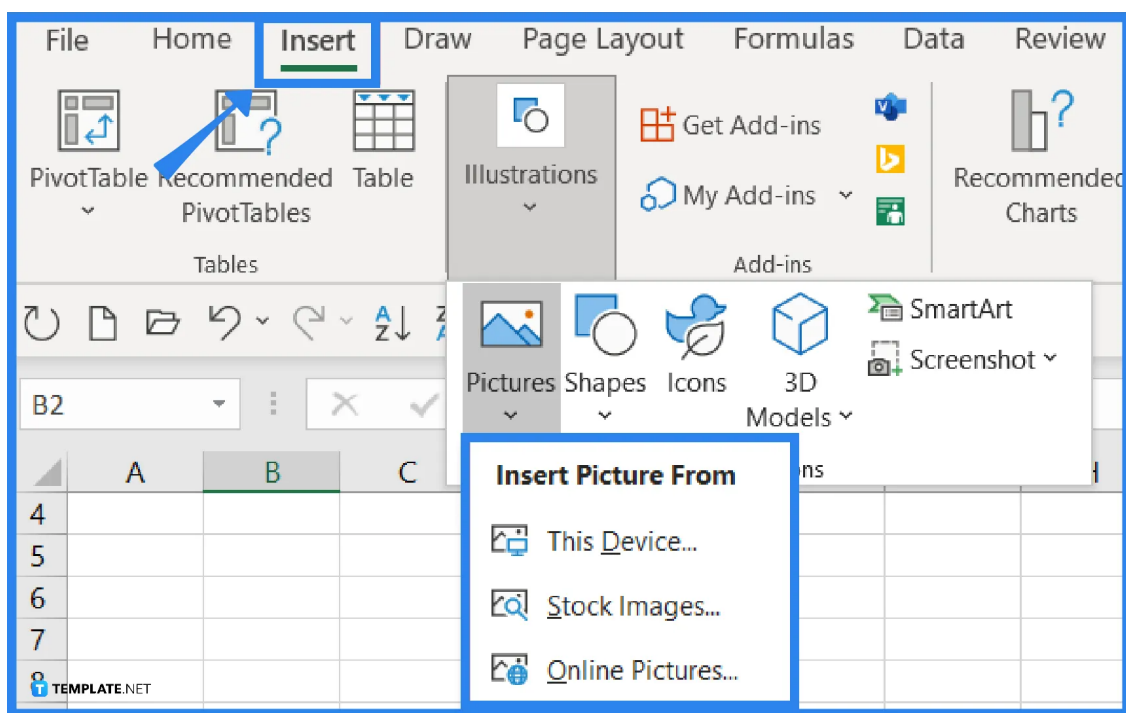 File Home Insert Draw Page Layout Formulas Data Review
PivotTable
Recommended
PivotTables
Table
Tables
Illustrations
Get Add-ins
My Add-ins
Add-ins
Recommended
Charts
A
Z
Z
A
Pictures
Shapes
Icons
3D
Models
SmartArt
Screenshot
B2
A B C H
Insert Picture From
This Device...
Stock Images...
Online Pictures...
4
5
6
7
8
T TEMPLATE.NET